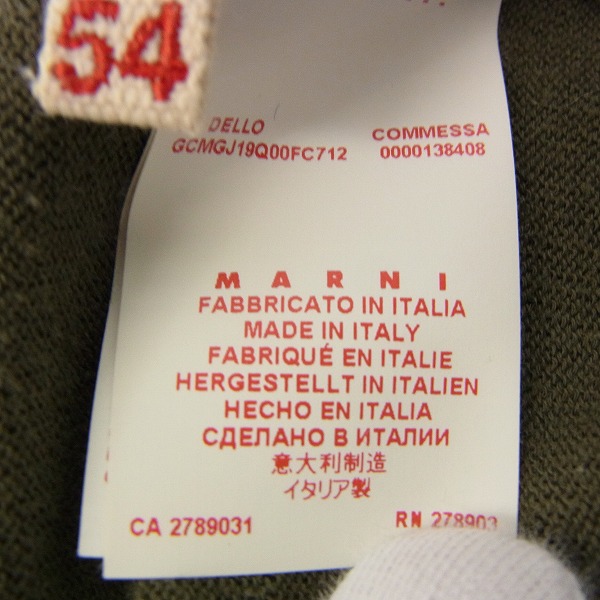 54
DELLO COMMESSA
GCMGJ19Q00FC712 0000138408
MARNI
FABBRICATO IN ITALIA
MADE IN ITALY
FABRIQUÉ EN ITALIE
HERGESTELLT IN ITALIEN
HECHO EN ITALIA
СДЕЛАНО В ИТАЛИИ
意大利制造
イタリア製
CA 2789031 RN 278903